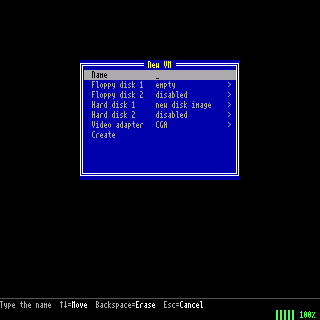 New VM
Name _
Floppy disk 1 empty >
Floppy disk 2 disabled >
Hard disk 1 new disk image >
Hard disk 2 disabled >
Video adapter CGA >
Create
Type the name ↑↓=Move Backspace=Erase Esc=Cancel
100%